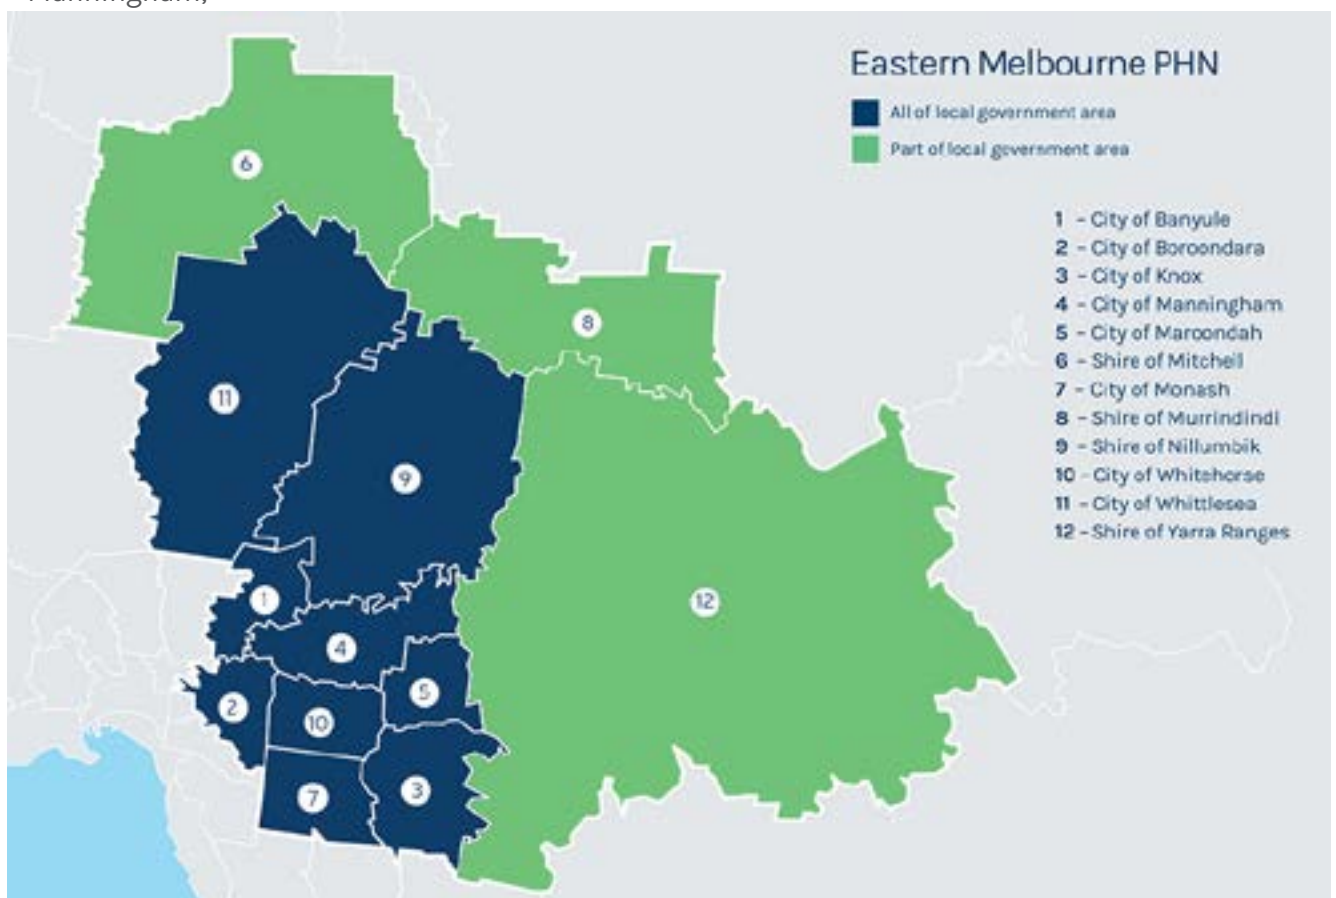 Manningham,
Eastern Melbourne PHN
All of local government area
Part of local government area
1 – City of Banyule
2 – City of Boroondara
3 – City of Knox
4 – City of Manningham
5 – City of Maroondah
6 – Shire of Mitchell
7 – City of Monash
8 – Shire of Murrindindi
9 – Shire of Nillumbik
10 – City of Whitehorse
11 – City of Whittlesea
12 – Shire of Yarra Ranges
6
8
11
9
1
12
4
5
2
10
3
7